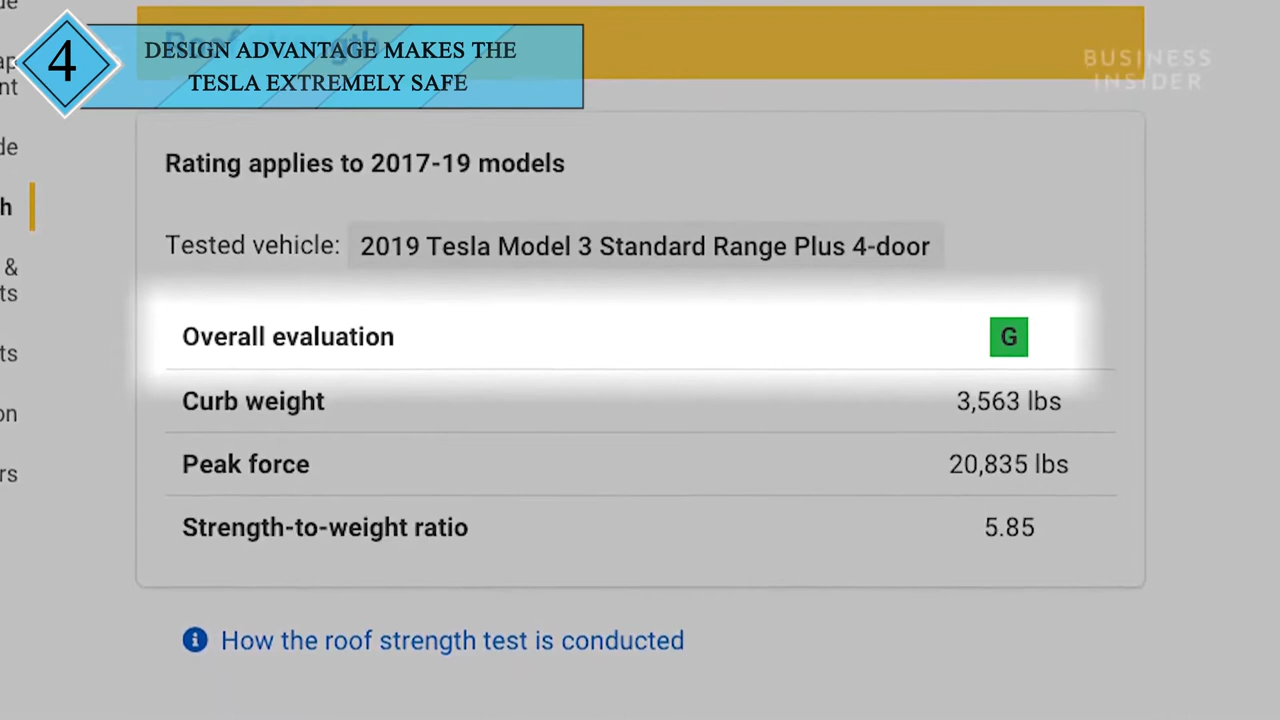 4
DESIGN ADVANTAGE MAKES THE
TESLA EXTREMELY SAFE
BUSINESS
INSIDER
Rating applies to 2017-19 models
Tested vehicle: 2019 Tesla Model 3 Standard Range Plus 4-door
Overall evaluation G
Curb weight 3,563 lbs
Peak force 20,835 lbs
Strength-to-weight ratio 5.85
How the roof strength test is conducted